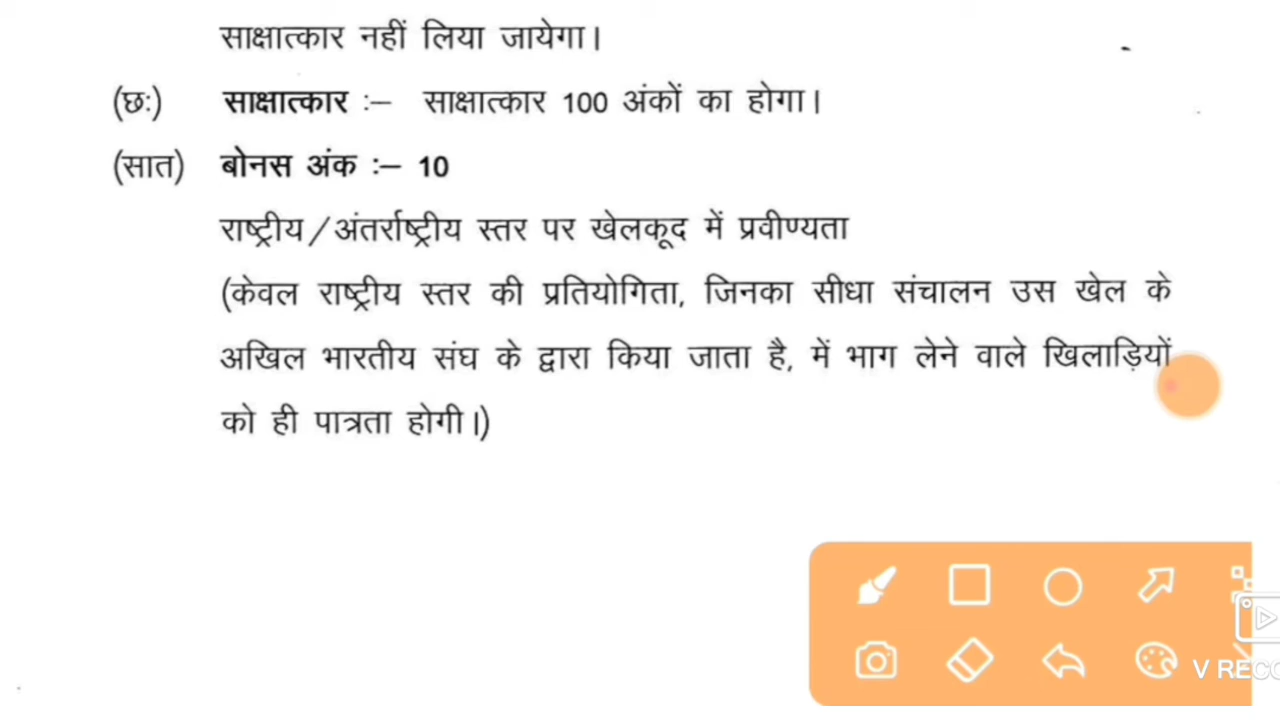 साक्षात्कार नहीं लिया जायेगा।
(छः) साक्षात्कार :– साक्षात्कार 100 अंकों का होगा।
(सात) बोनस अंक :– 10
राष्ट्रीय/अंतर्राष्ट्रीय स्तर पर खेलकूद में प्रवीण्यता
(केवल राष्ट्रीय स्तर की प्रतियोगिता, जिनका सीधा संचालन उस खेल के
अखिल भारतीय संघ के द्वारा किया जाता है, में भाग लेने वाले खिलाड़ियों
को ही पात्रता होगी।)
V REC